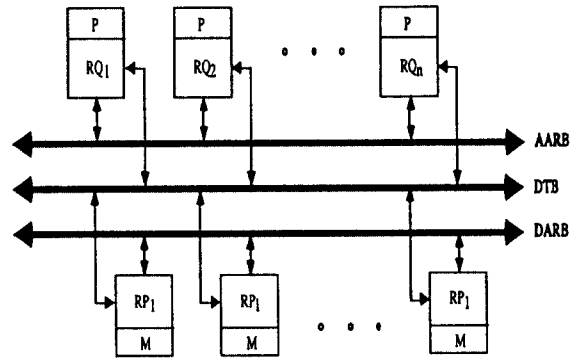 P P P
RQ1 RQ2 RQn
AARB
DTB
DARB
RP1 RP1 RP1
M M M